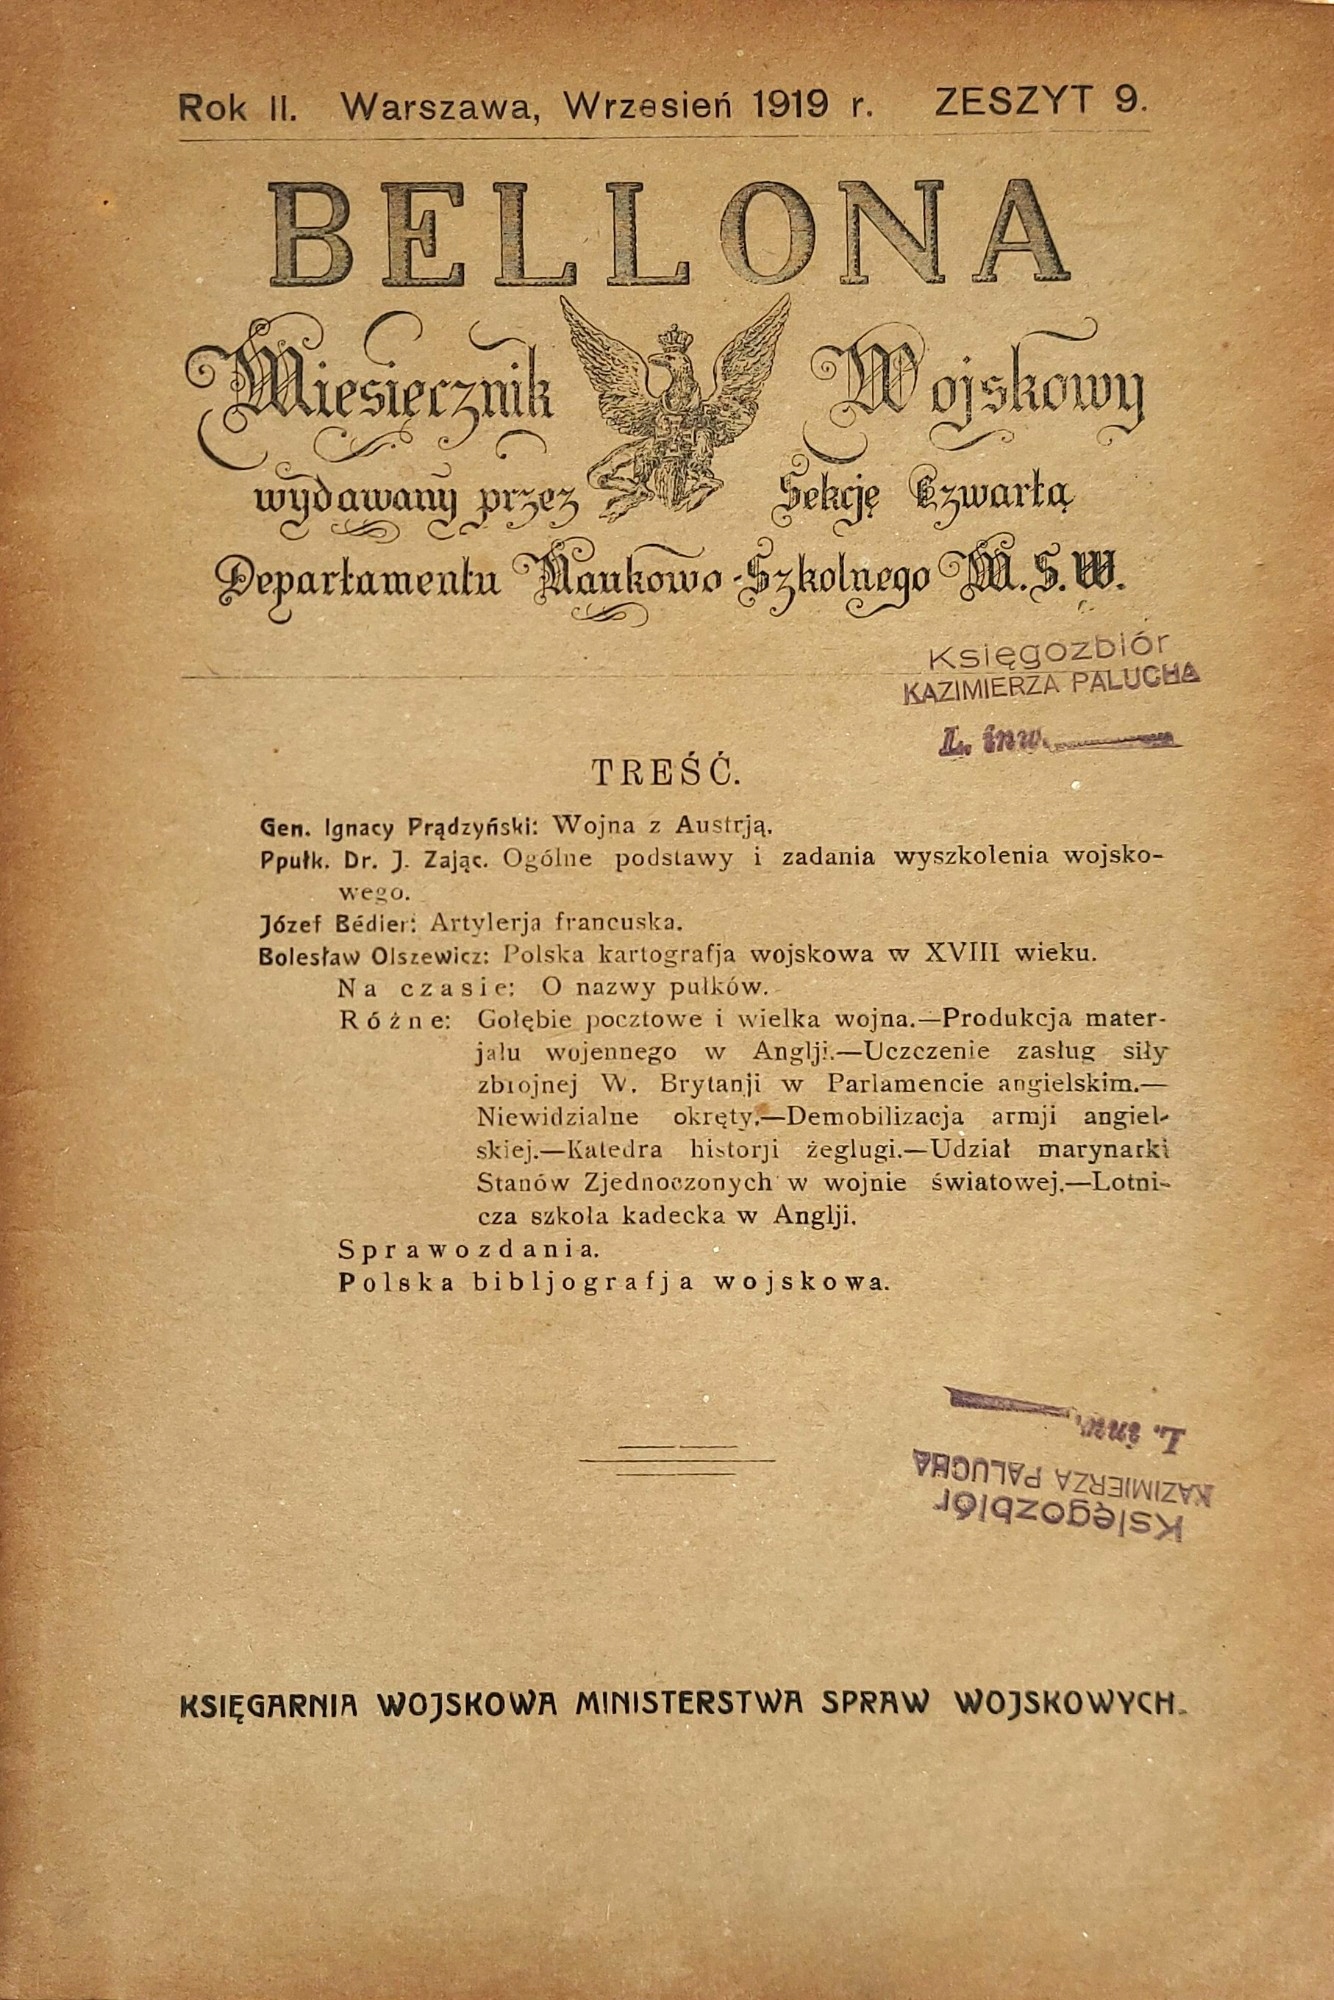 Rok II. Warszawa, Wrzesień 1919 r. ZESZYT 9.
BELLONA
Miesięcznik Wojskowy
wydawany przez Sekcję Czwartą
Departamentu Naukowo-Szkolnego M.S.W.
Księgozbiór
KAZIMIERZA PALUCHA
L. inw.
TREŚĆ.
Gen. Ignacy Prądzyński: Wojna z Austrją.
Ppułk. Dr. J. Zając. Ogólne podstawy i zadania wyszkolenia wojsko-
wego.
Józef Bédier: Artylerja francuska.
Bolesław Olszewicz: Polska kartografja wojskowa w XVIII wieku.
Na czasie: O nazwy pułków.
Różne: Gołębie pocztowe i wielka wojna.—Produkcja mater-
jału wojennego w Anglji.—Uczczenie zasług siły
zbrojnej W. Brytanji w Parlamencie angielskim.—
Niewidzialne okręty.—Demobilizacja armji angiel-
skiej.—Katedra historji żeglugi.—Udział marynarki
Stanów Zjednoczonych w wojnie światowej.—Lotni-
cza szkoła kadecka w Anglji.
Sprawozdania.
Polska bibljografja wojskowa.
L. inw.
KAZIMIERZA PALUCHA
Księgozbiór
KSIĘGARNIA WOJSKOWA MINISTERSTWA SPRAW WOJSKOWYCH.